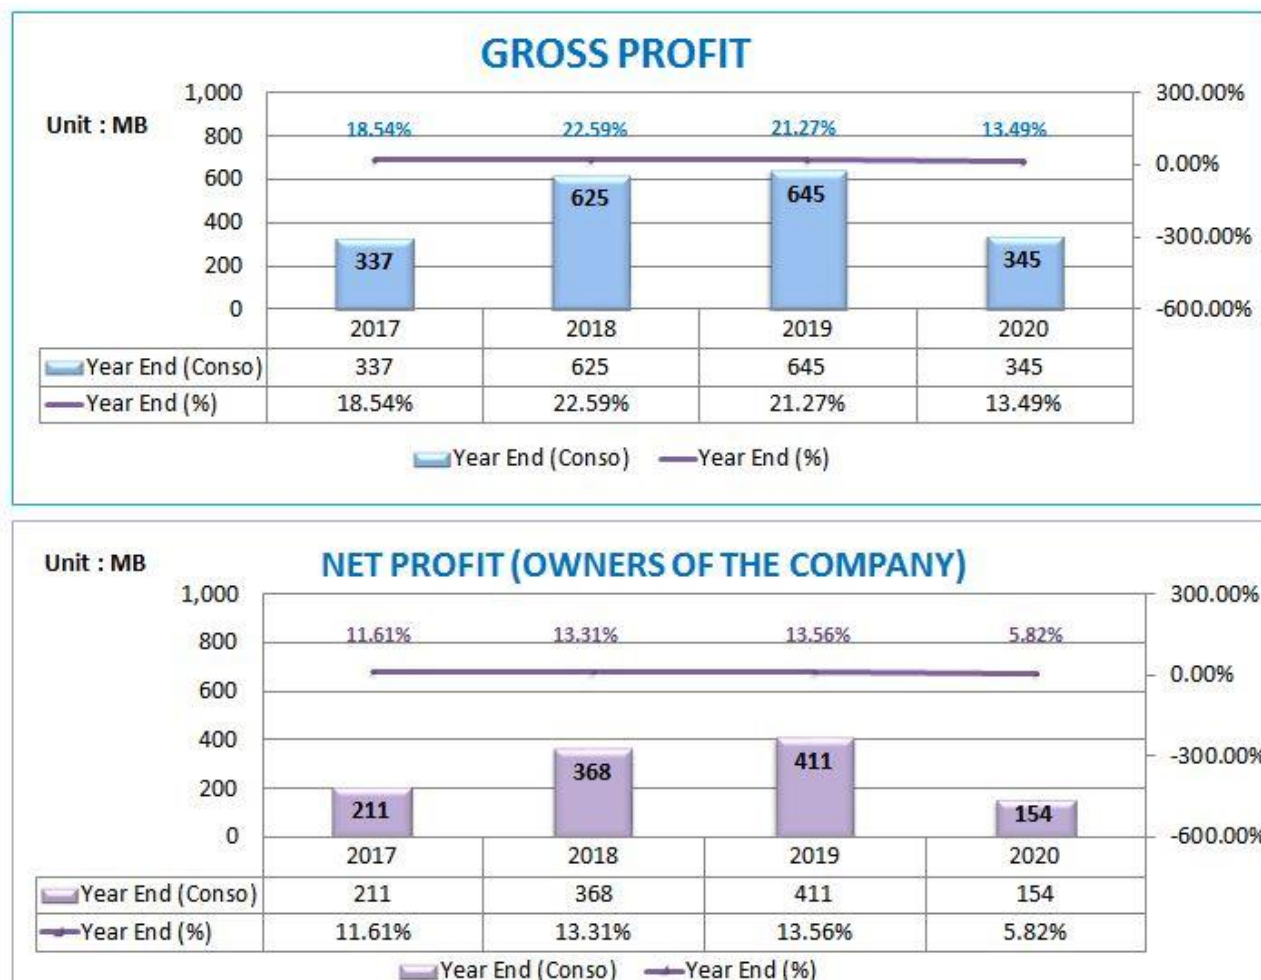 GROSS PROFIT
Unit : MB
1,000
800
600
400
200
0
300.00%
0.00%
-300.00%
-600.00%
18.54% 22.59% 21.27% 13.49%
337 625 645 345
2017 2018 2019 2020
Year End (Conso) 337 625 645 345
Year End (%) 18.54% 22.59% 21.27% 13.49%
Year End (Conso) Year End (%)
Unit : MB
NET PROFIT (OWNERS OF THE COMPANY)
1,000
800
600
400
200
0
300.00%
0.00%
-300.00%
-600.00%
11.61% 13.31% 13.56% 5.82%
211 368 411 154
2017 2018 2019 2020
Year End (Conso) 211 368 411 154
Year End (%) 11.61% 13.31% 13.56% 5.82%
Year End (Conso) Year End (%)